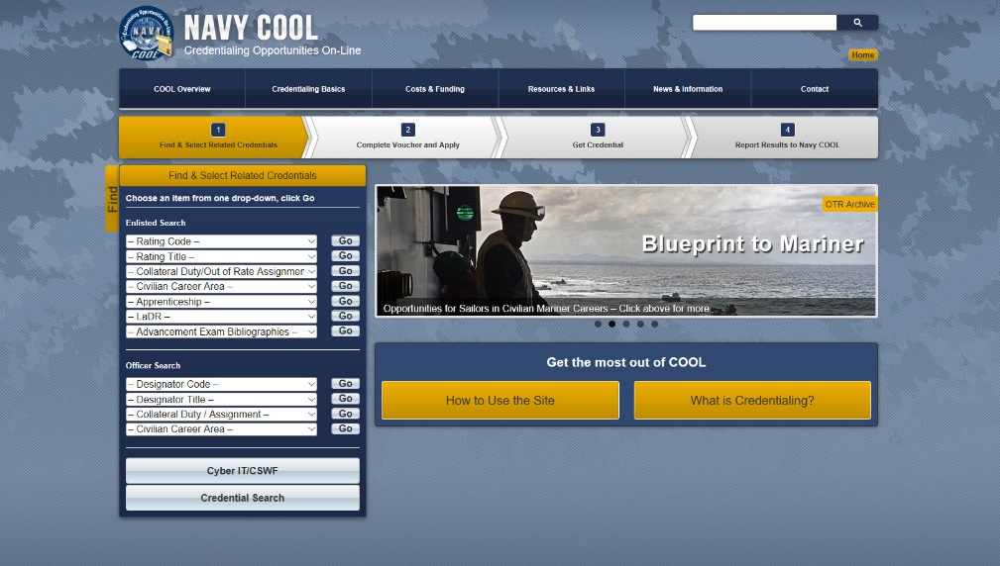 NAVY COOL
Credentialing Opportunities On-Line
NAVY
COOL
Home
COOL Overview
Credentialing Basics
Costs & Funding
Resources & Links
News & Information
Contact
1
Find & Select Related Credentials
2
Complete Voucher and Apply
3
Get Credential
4
Report Results to Navy COOL
Find
Find & Select Related Credentials
Choose an item from one drop-down, click Go
Enlisted Search
– Rating Code – Go
– Rating Title – Go
– Collateral Duty/Out of Rate Assignmen Go
– Civilian Career Area – Go
– Apprenticeship – Go
– LaDR – Go
– Advancement Exam Bibliographies – Go
Officer Search
– Designator Code – Go
– Designator Title – Go
– Collateral Duty / Assignment – Go
– Civilian Career Area – Go
Cyber IT/CSWF
Credential Search
OTR Archive
Blueprint to Mariner
Opportunities for Sailors in Civilian Mariner Careers – Click above for more
Get the most out of COOL
How to Use the Site
What is Credentialing?